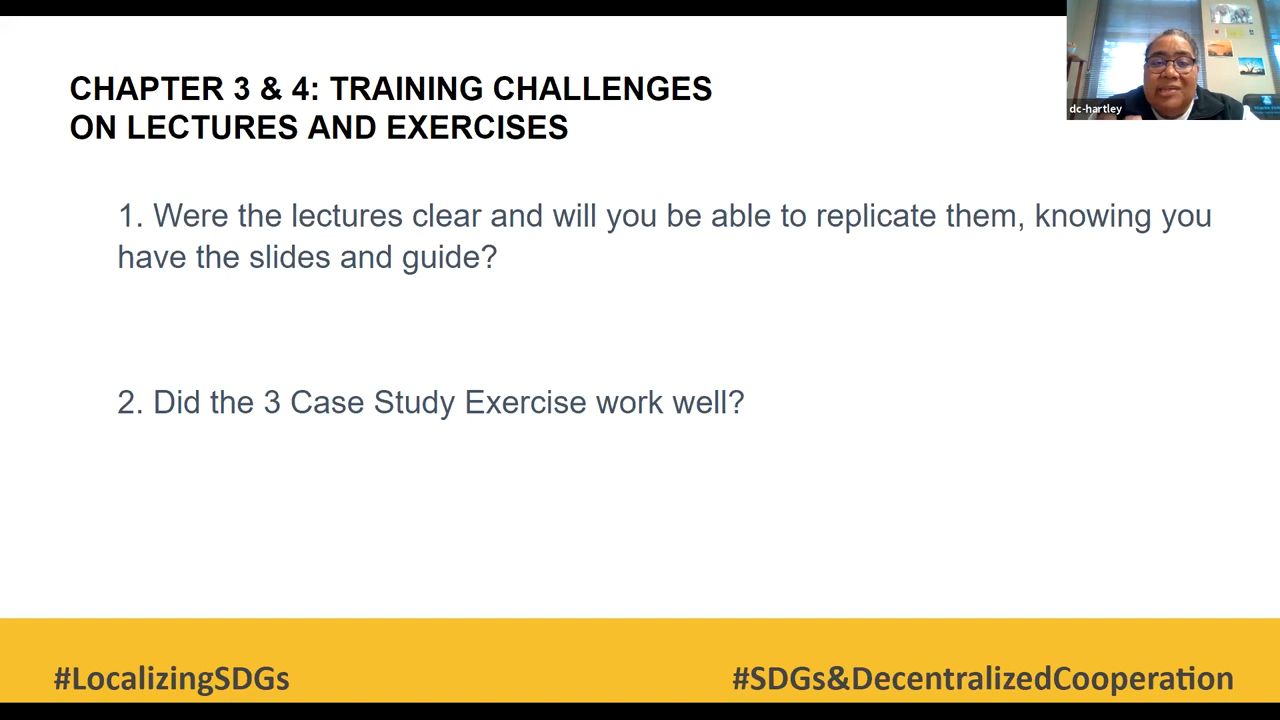 CHAPTER 3 & 4: TRAINING CHALLENGES
ON LECTURES AND EXERCISES
dc-hartley
1. Were the lectures clear and will you be able to replicate them, knowing you
have the slides and guide?
2. Did the 3 Case Study Exercise work well?
#LocalizingSDGs
#SDGs&DecentralizedCooperation